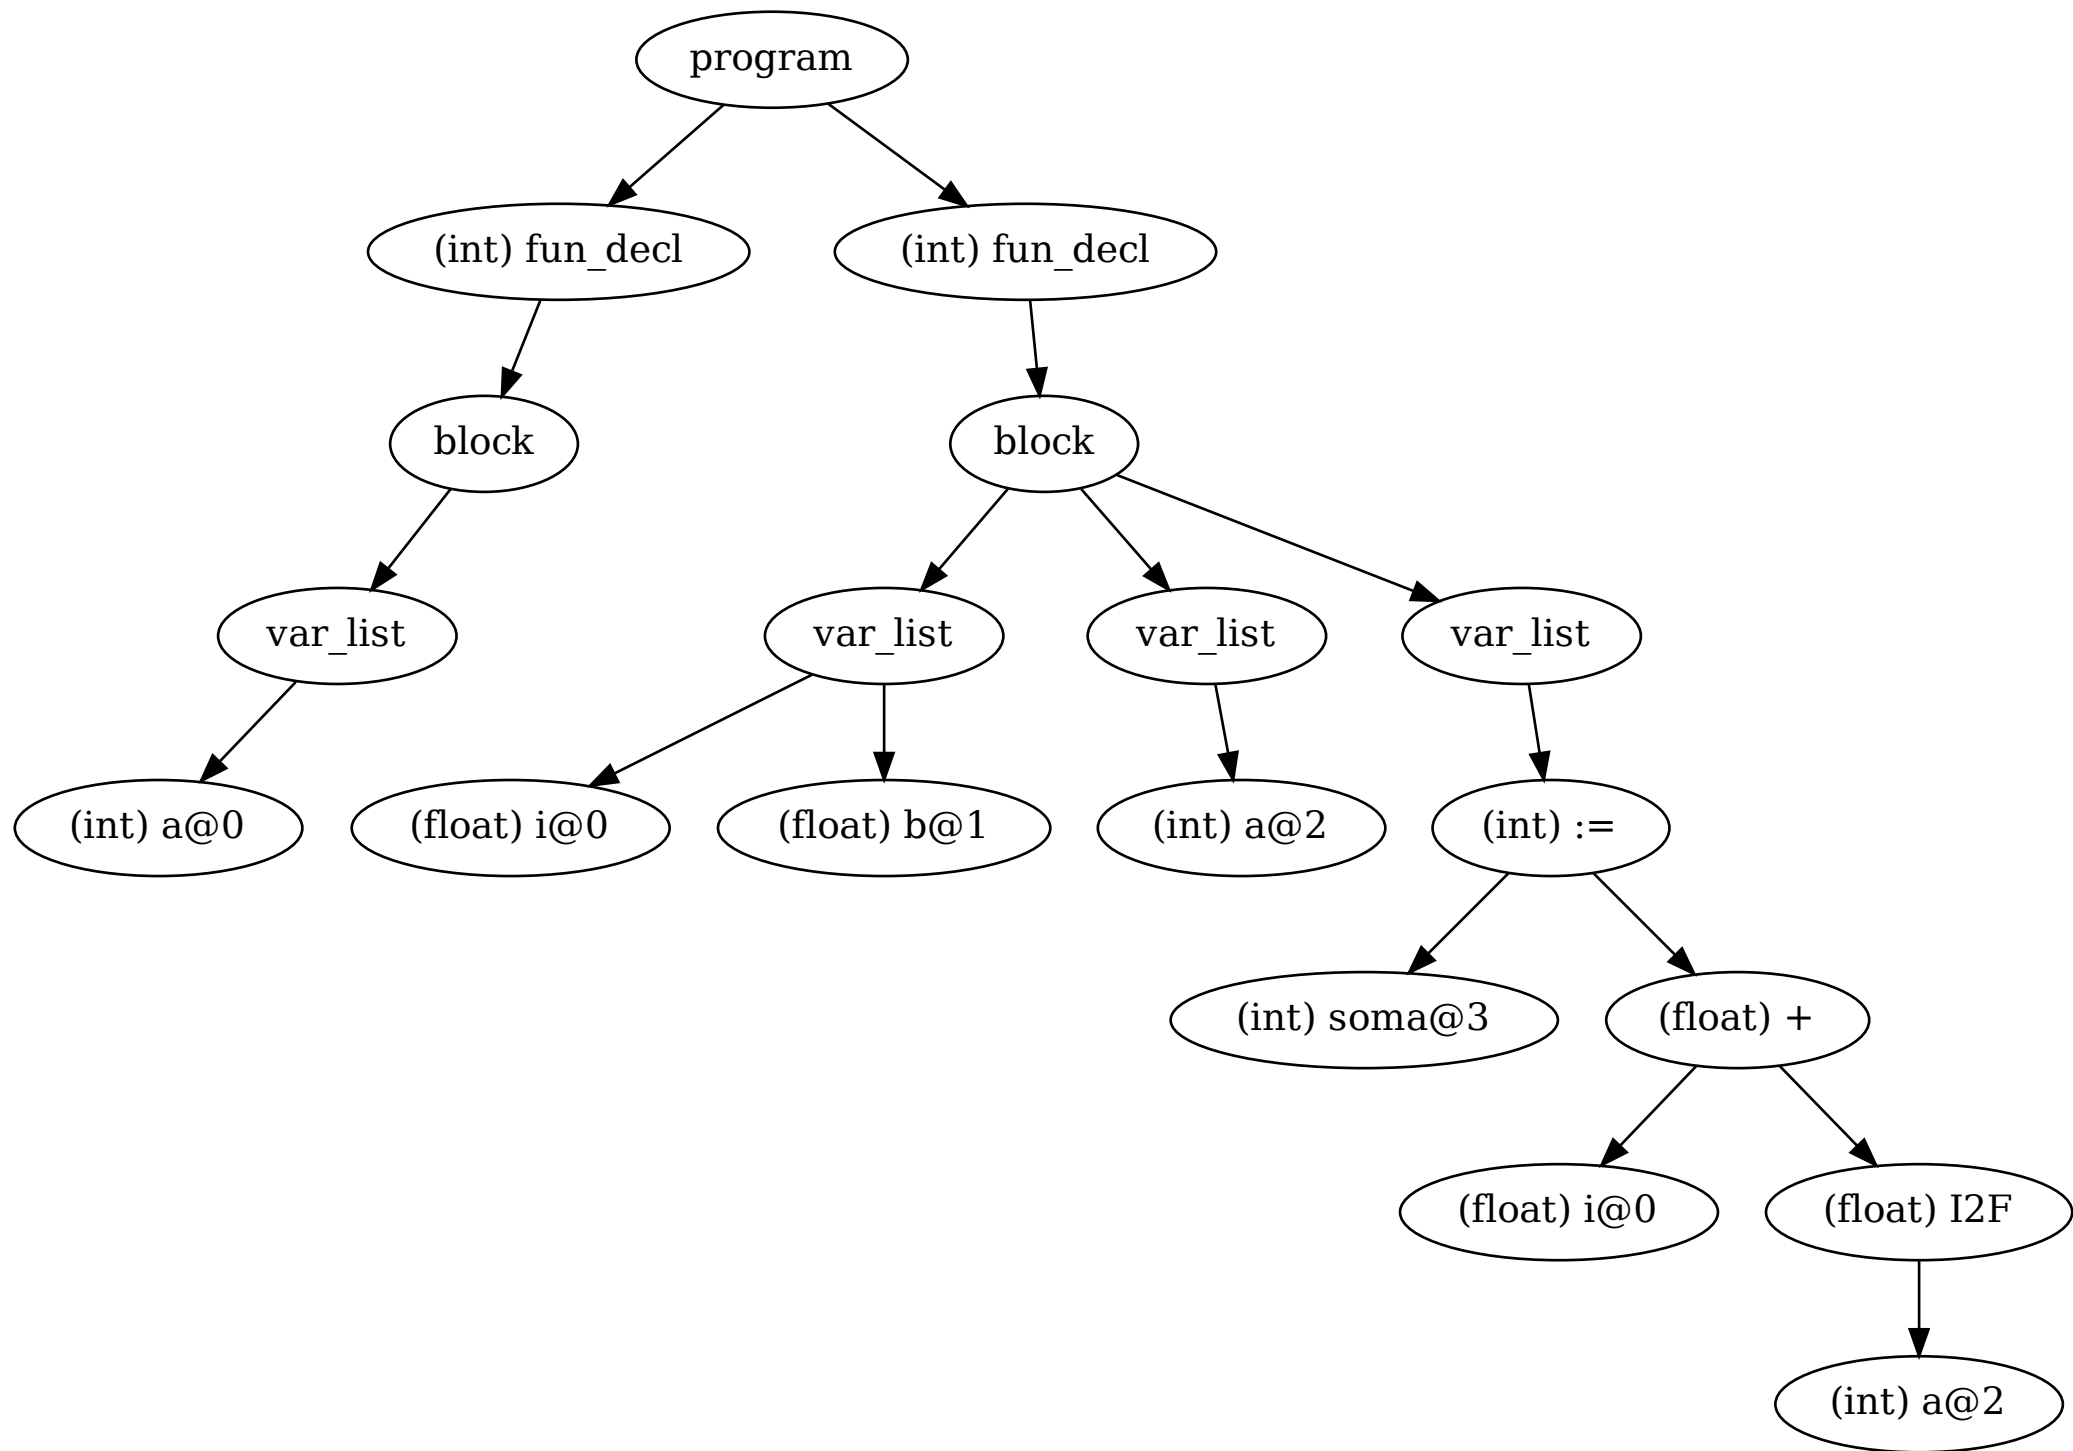 program
(int) fun_decl
(int) fun_decl
block
block
var_list
var_list
var_list
var_list
(int) a@0
(float) i@0
(float) b@1
(int) a@2
(int) :=
(int) soma@3
(float) +
(float) i@0
(float) I2F
(int) a@2